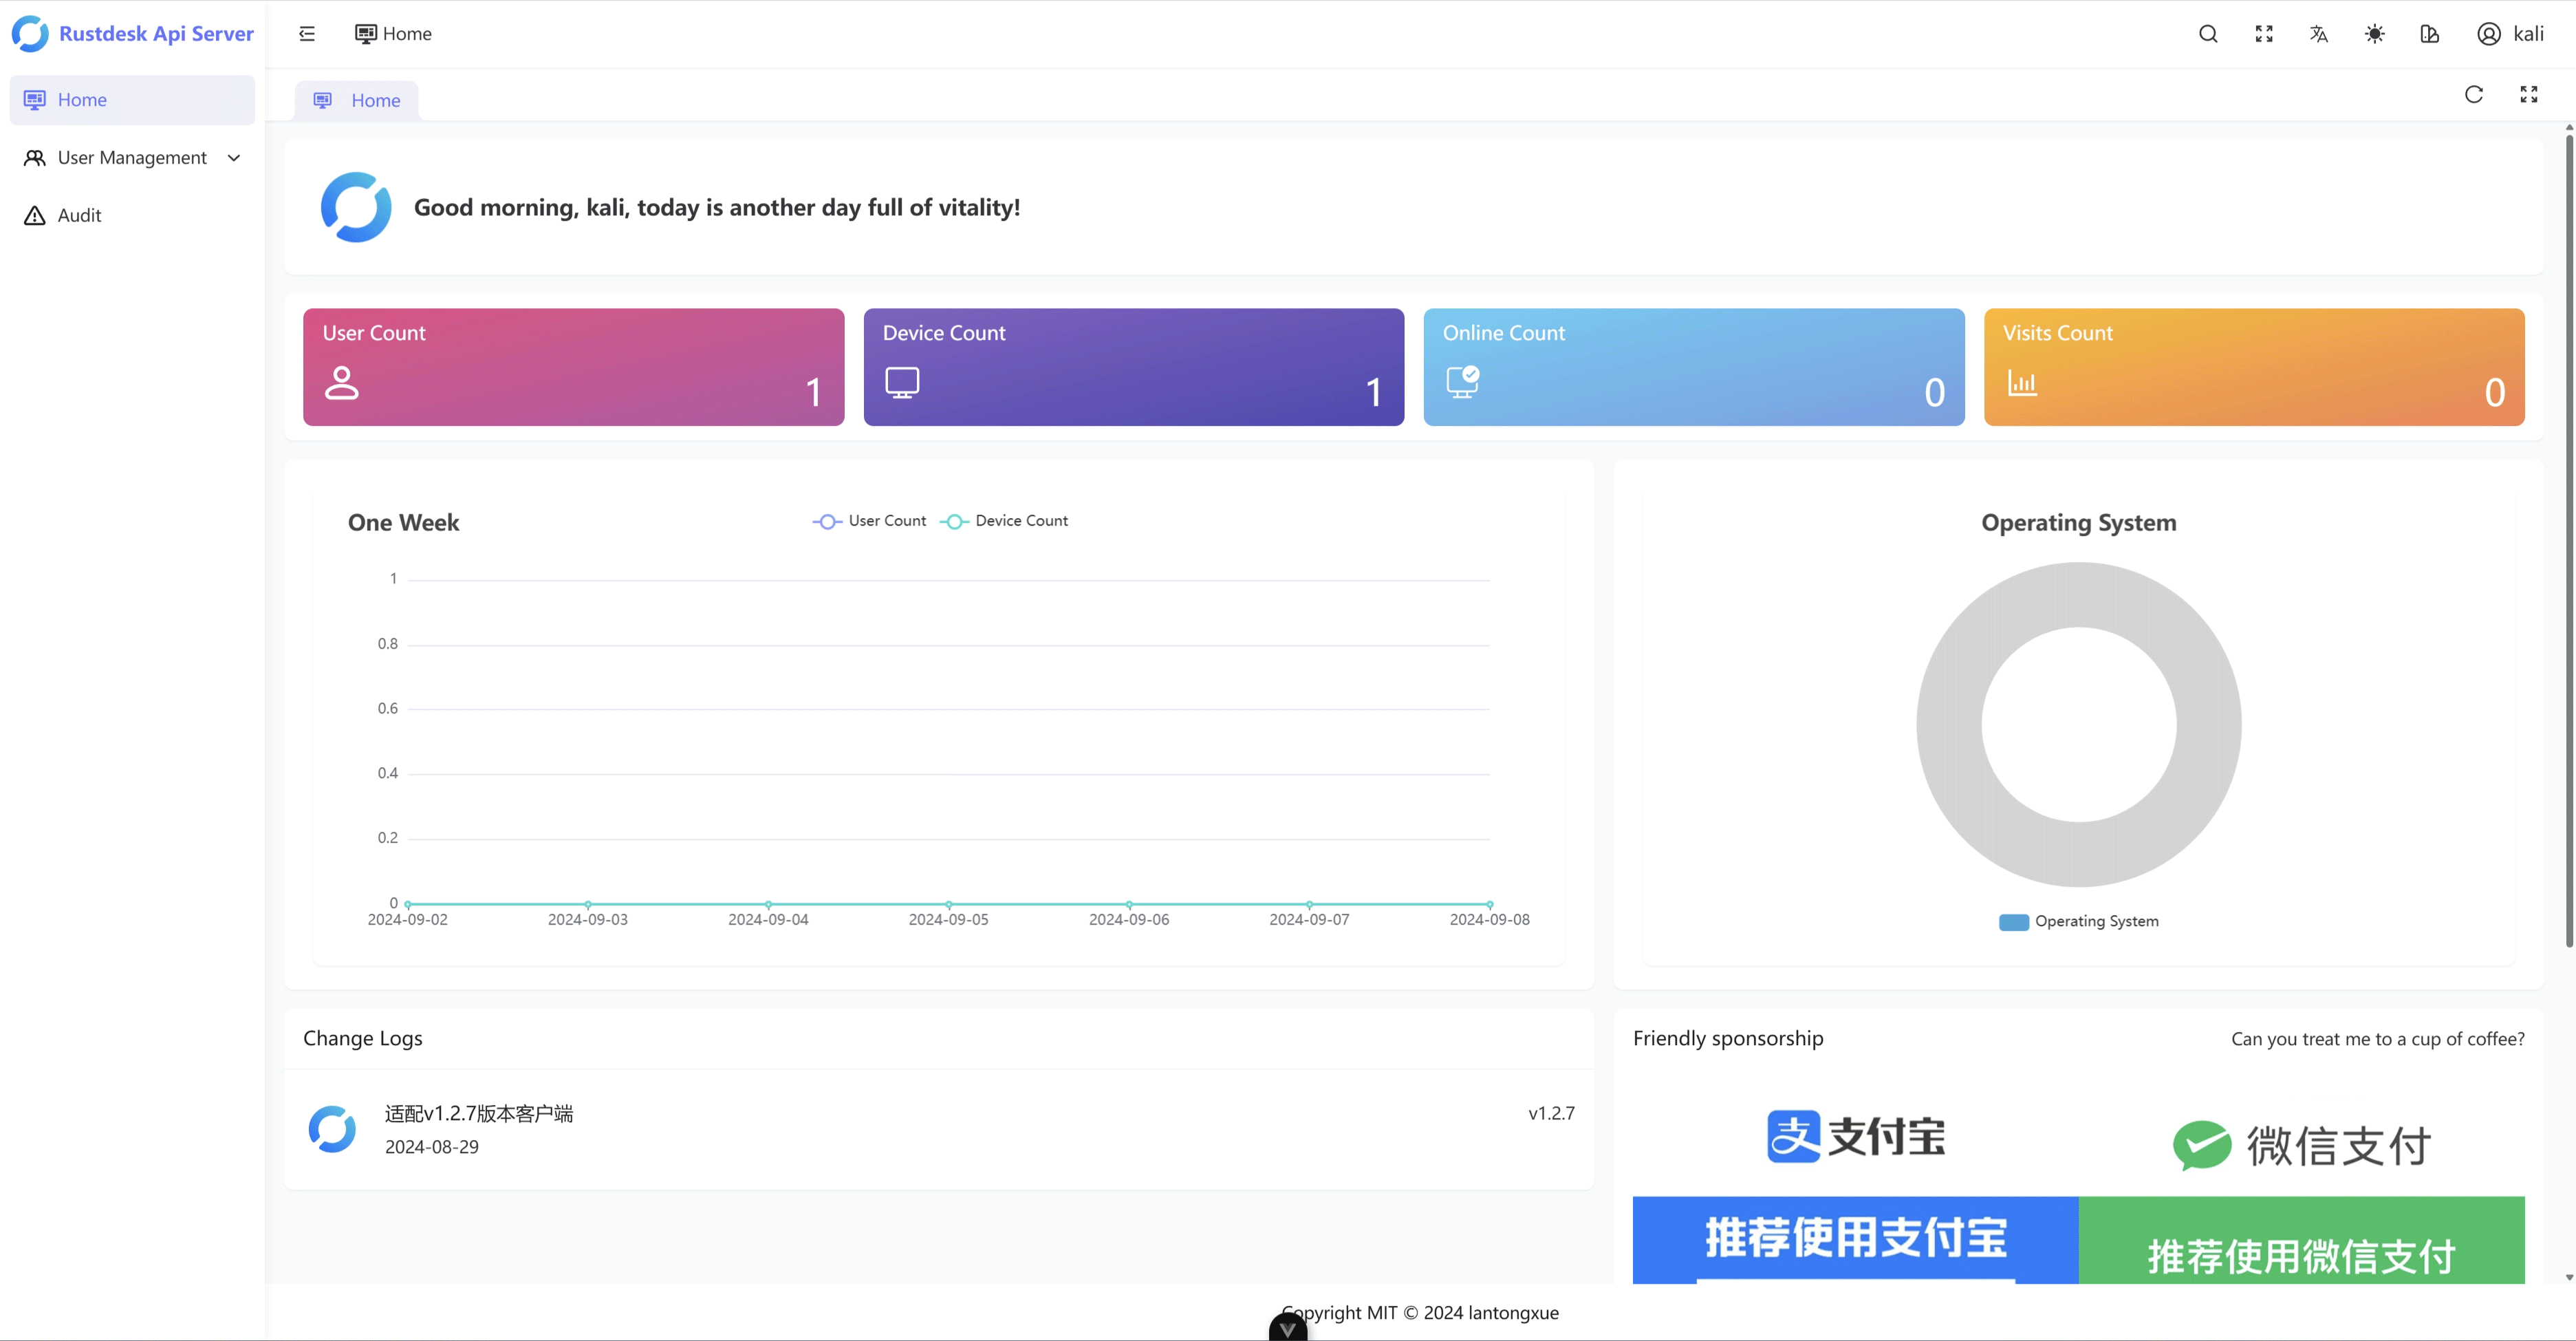 Rustdesk Api Server
Home
kali
Home
User Management
Audit
Home
Good morning, kali, today is another day full of vitality!
User Count
1
Device Count
1
Online Count
0
Visits Count
0
One Week
User Count
Device Count
1
0.8
0.6
0.4
0.2
0
2024-09-02
2024-09-03
2024-09-04
2024-09-05
2024-09-06
2024-09-07
2024-09-08
Operating System
Operating System
Change Logs
适配v1.2.7版本客户端
v1.2.7
2024-08-29
Friendly sponsorship
Can you treat me to a cup of coffee?
支付宝
微信支付
推荐使用支付宝
推荐使用微信支付
Copyright MIT © 2024 lantongxue